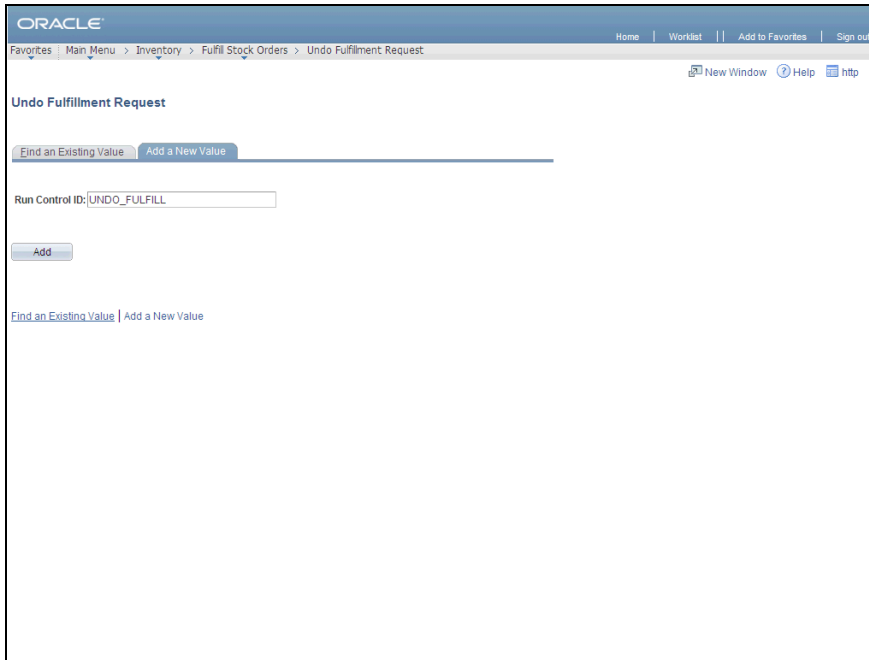 ORACLE
Home | Worklist || Add to Favorites | Sign out
Favorites | Main Menu > Inventory > Fulfill Stock Orders > Undo Fulfillment Request
New Window Help http
Undo Fulfillment Request
Find an Existing Value Add a New Value
Run Control ID: UNDO_FULFILL
Add
Find an Existing Value | Add a New Value